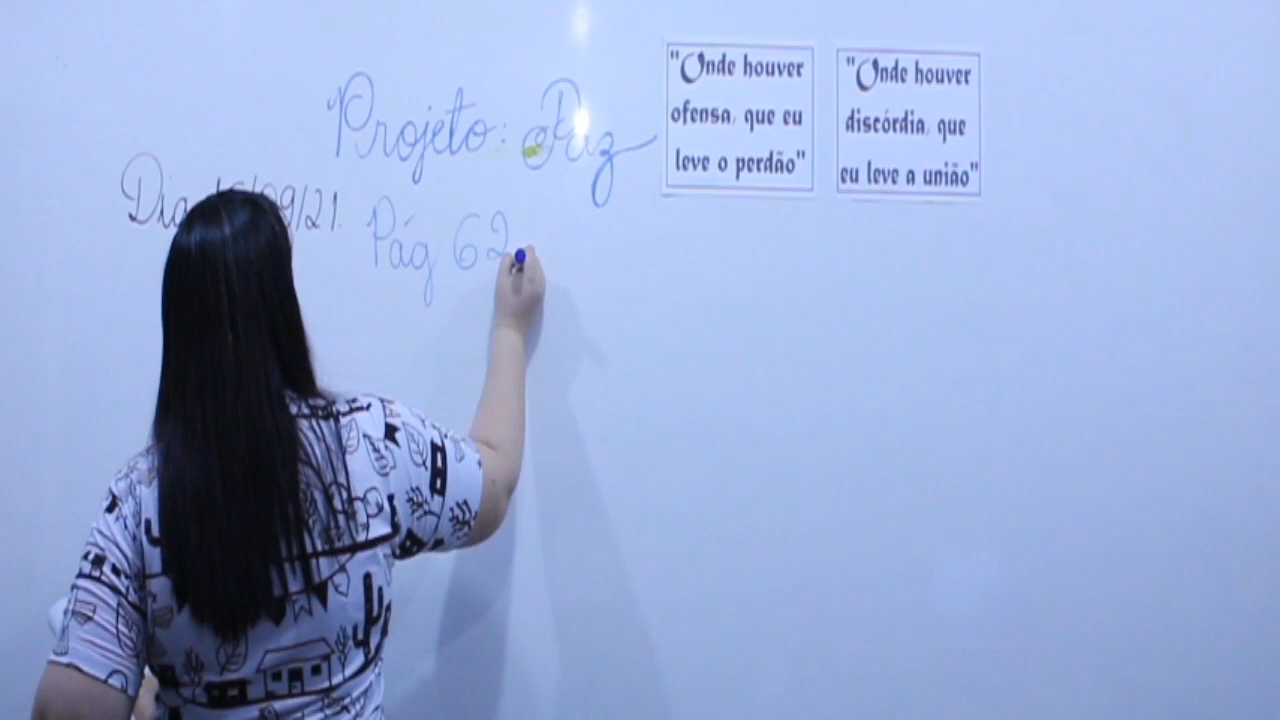 Projeto: Paz
"Onde houver
ofensa, que eu
leve o perdão"
"Onde houver
discórdia, que
eu leve a união"
Dia /09/21.
Pág 62